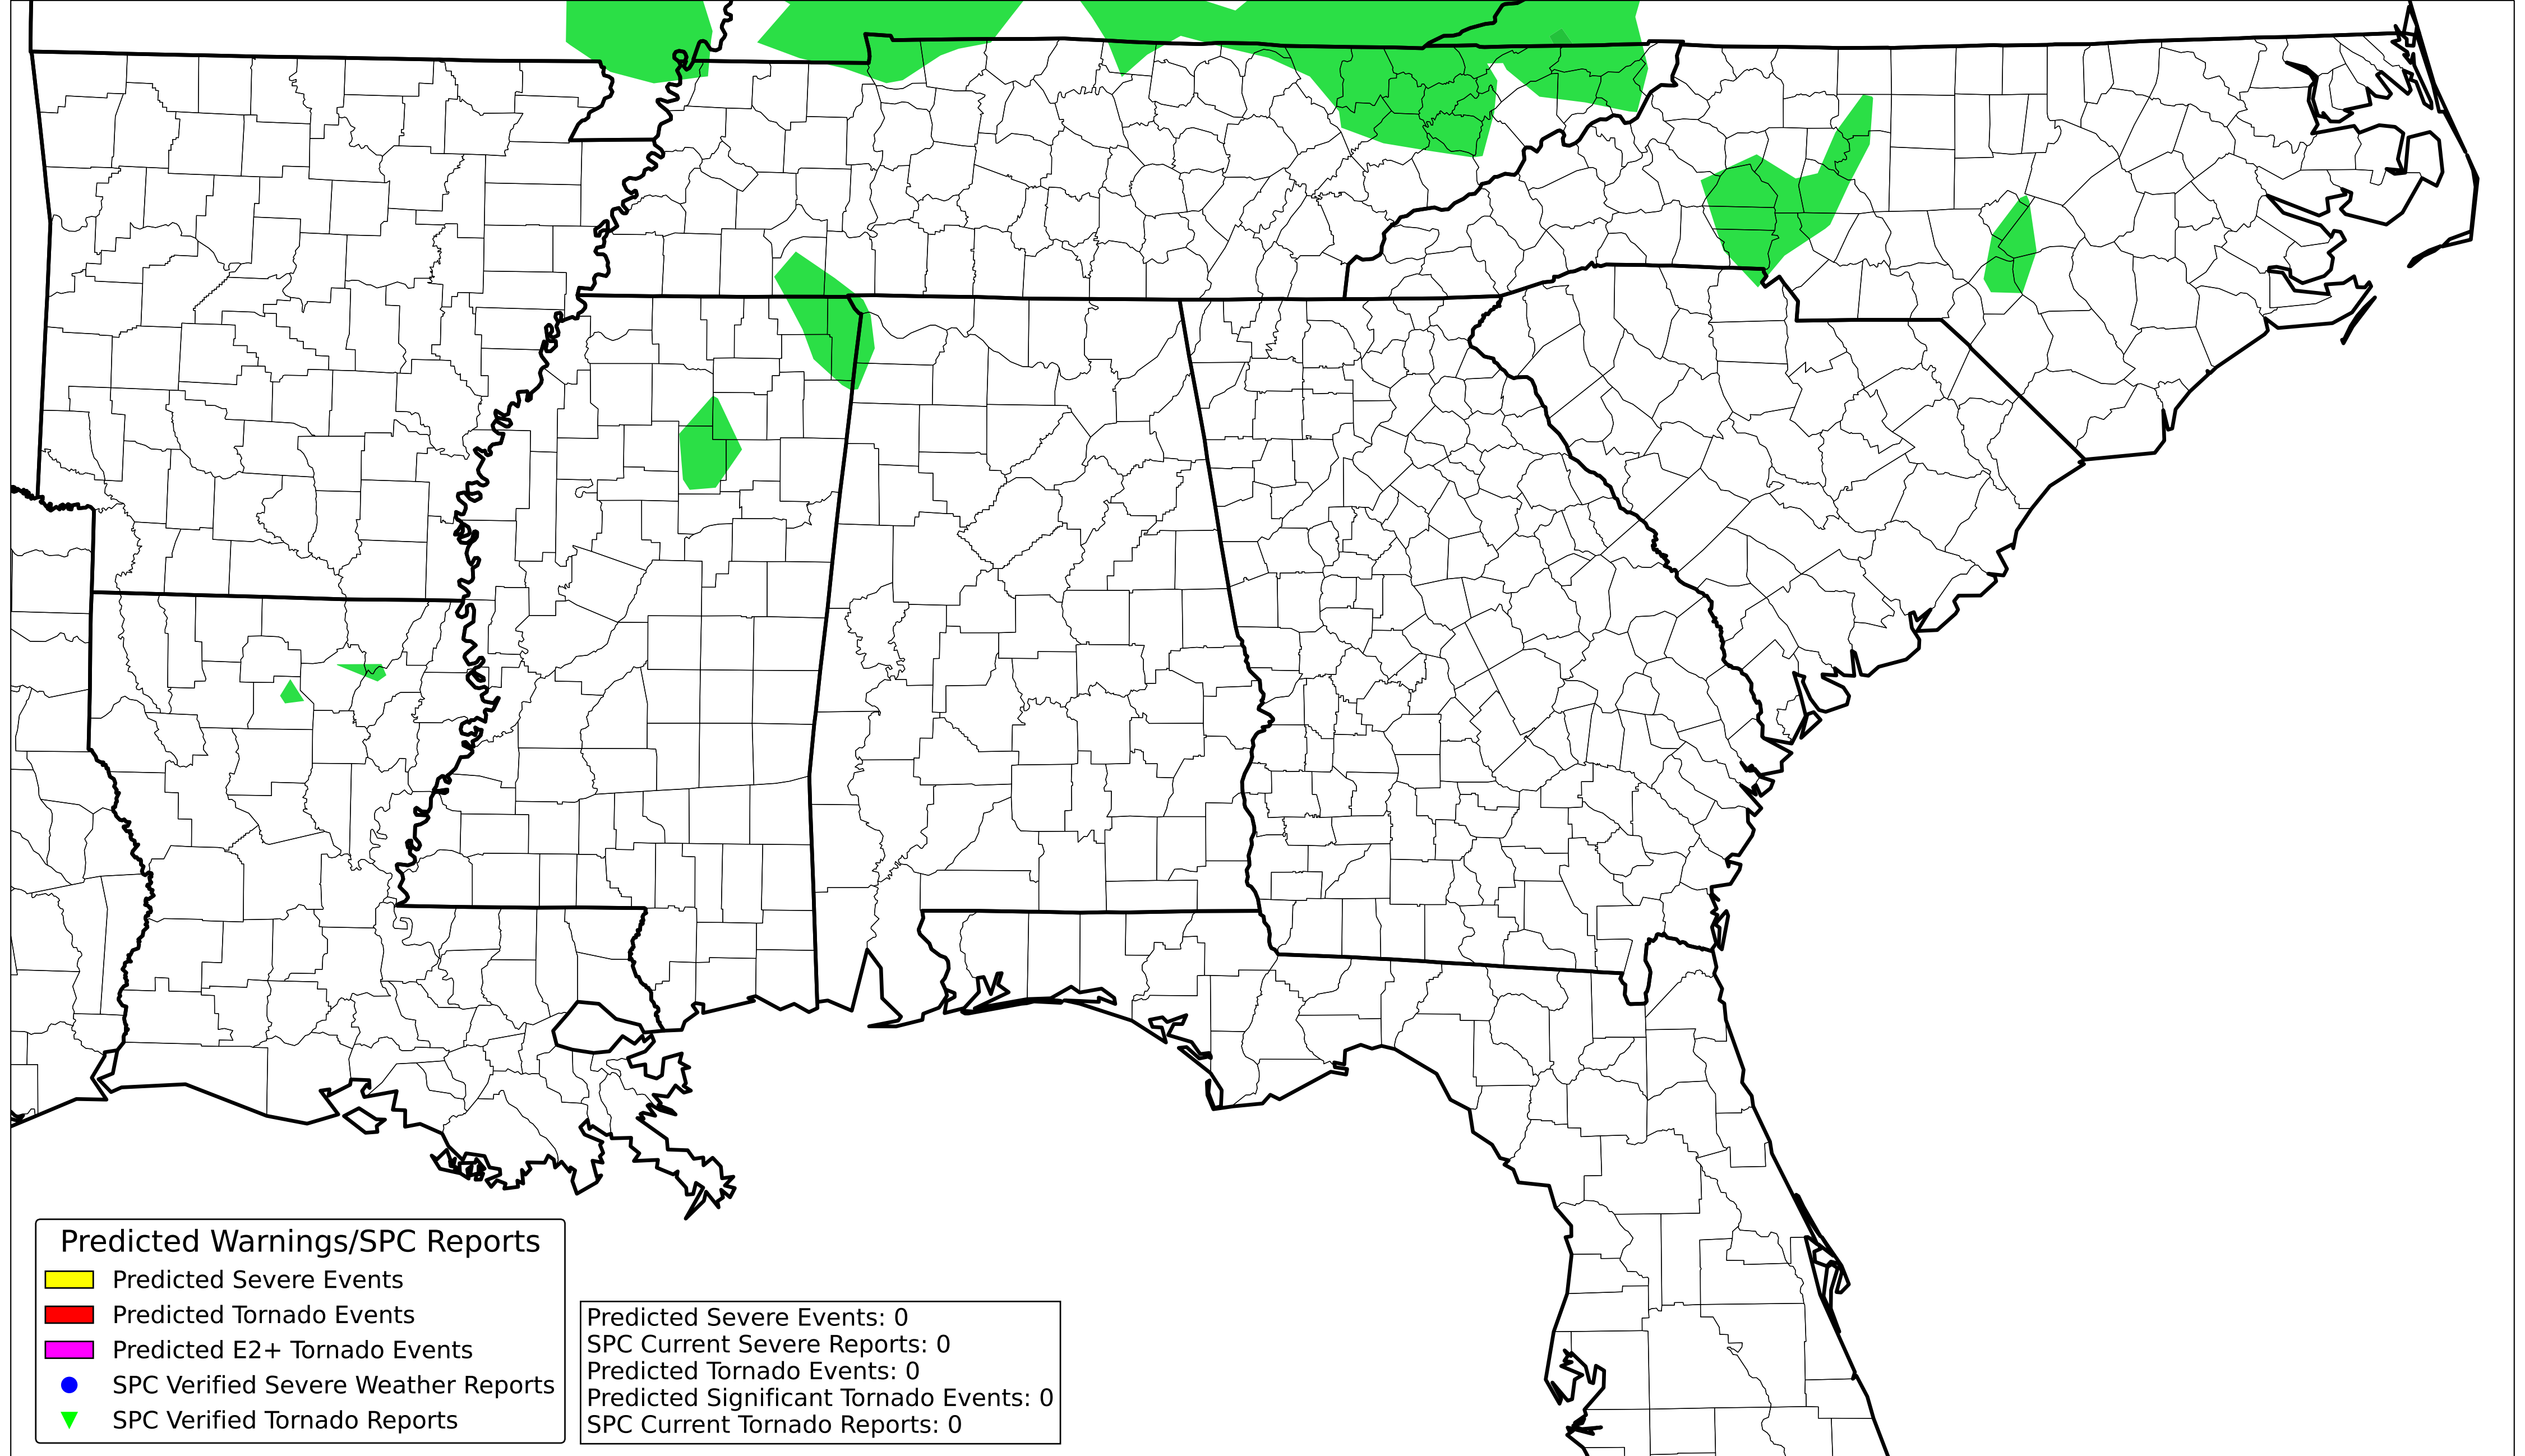 Predicted Warnings/SPC Reports
Predicted Severe Events
Predicted Tornado Events
Predicted E2+ Tornado Events
SPC Verified Severe Weather Reports
SPC Verified Tornado Reports
Predicted Severe Events: 0
SPC Current Severe Reports: 0
Predicted Tornado Events: 0
Predicted Significant Tornado Events: 0
SPC Current Tornado Reports: 0